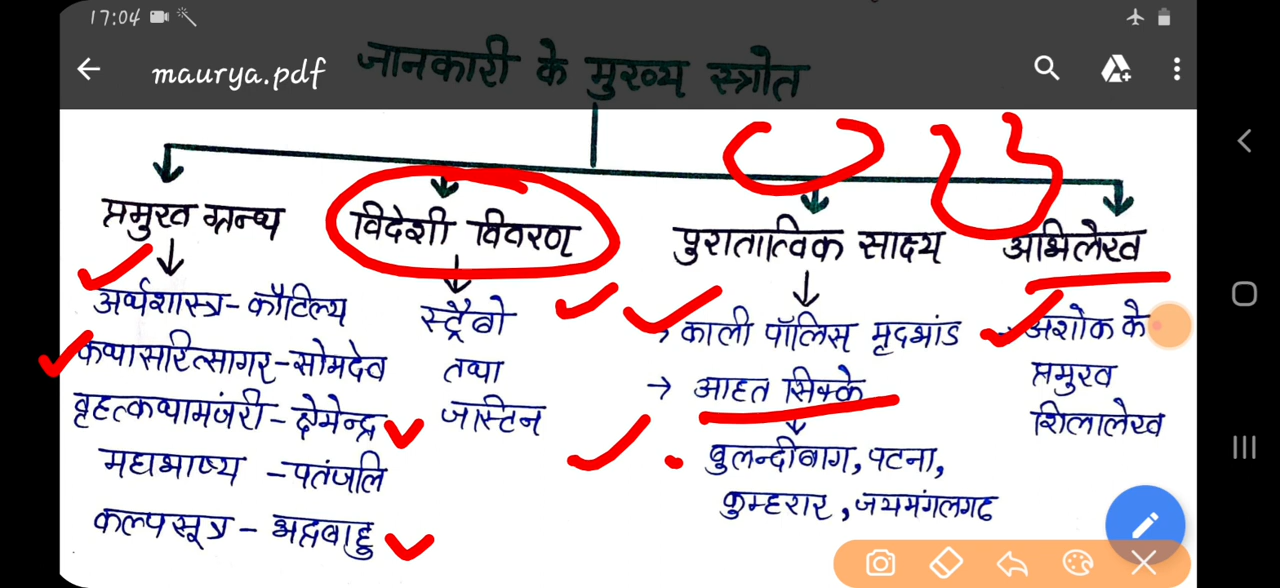 17:04
maurya.pdf
जानकारी के मुख्य स्त्रोत
प्रमुख ग्रन्थ
अर्थशास्त्र - कौटिल्य
कथासरित्सागर - सोमदेव
वृहत्कथामंजरी - क्षेमेन्द्र
महाभाष्य - पतंजलि
कल्पसूत्र - भद्रबाहु
विदेशी विवरण
स्ट्रैबो
तथा
जास्टिन
पुरातात्विक साक्ष्य
→ काली पॉलिस मृदभांड
→ आहत सिक्के
बुलन्दीबाग, पटना,
कुम्हरार, जयमंगलगढ
अभिलेख
अशोक के
प्रमुख
शिलालेख